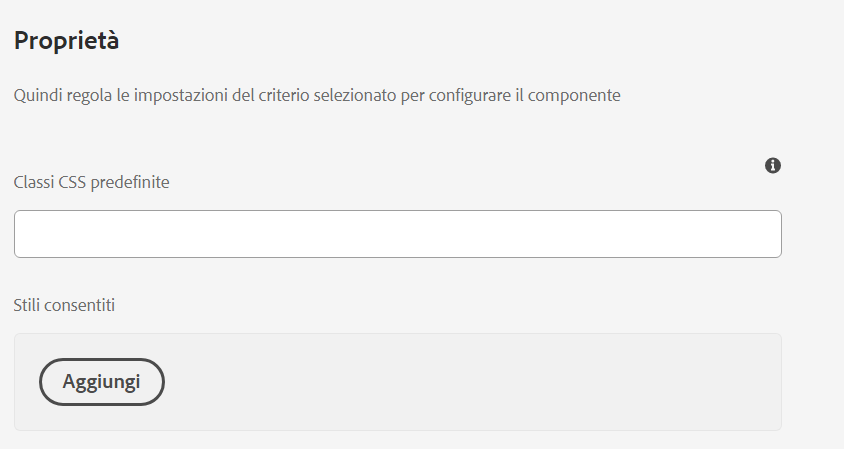 Proprietà
Quindi regola le impostazioni del criterio selezionato per configurare il componente
Classi CSS predefinite
Stili consentiti
Aggiungi